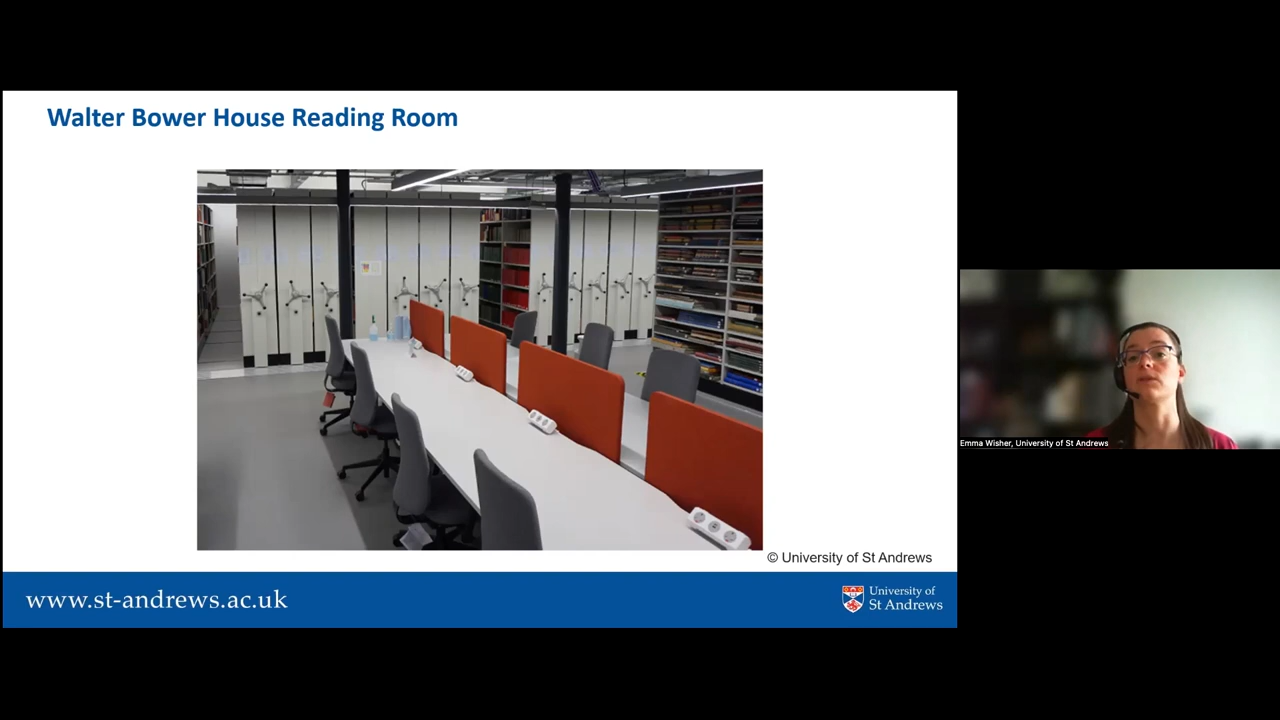 Walter Bower House Reading Room
© University of St Andrews
www.st-andrews.ac.uk
University of
St Andrews
Emma Wisher, University of St Andrews